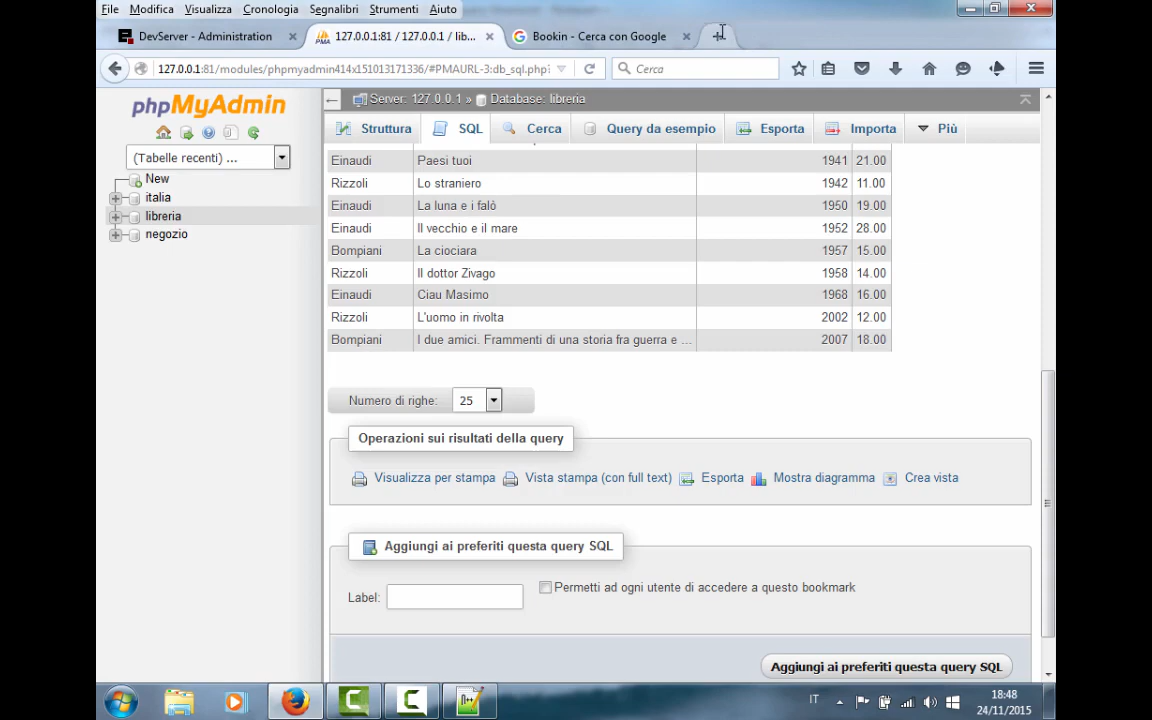 File Modifica Visualizza Cronologia Segnalibri Strumenti Aiuto
DevServer - Administration × 127.0.0.1:81 / 127.0.0.1 / lib... × Bookin - Cerca con Google × +
127.0.0.1:81/modules/phpmyadmin414x151013171336/#PMAURL-3:db_sql.php? Cerca
phpMyAdmin
(Tabelle recenti) ...
New
italia
libreria
negozio
Server: 127.0.0.1 » Database: libreria
Struttura SQL Cerca Query da esempio Esporta Importa Più
Einaudi Paesi tuoi 1941 21.00
Rizzoli Lo straniero 1942 11.00
Einaudi La luna e i falò 1950 19.00
Einaudi Il vecchio e il mare 1952 28.00
Bompiani La ciociara 1957 15.00
Rizzoli Il dottor Zivago 1958 14.00
Einaudi Ciau Masimo 1968 16.00
Rizzoli L'uomo in rivolta 2002 12.00
Bompiani I due amici. Frammenti di una storia fra guerra e ... 2007 18.00
Numero di righe: 25
Operazioni sui risultati della query
Visualizza per stampa Vista stampa (con full text) Esporta Mostra diagramma Crea vista
Aggiungi ai preferiti questa query SQL
Label: Permetti ad ogni utente di accedere a questo bookmark
Aggiungi ai preferiti questa query SQL
IT 18:48
24/11/2015